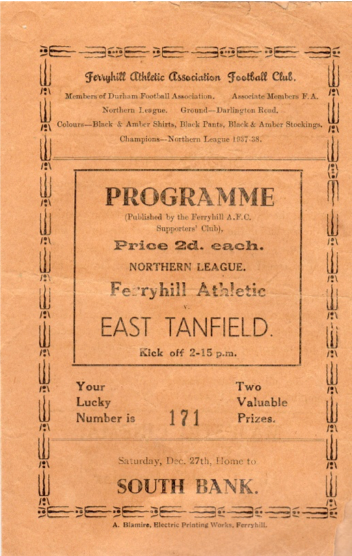 Ferryhill Athletic Association Football Club.
Members of Durham Football Association. Associate Members F.A.
Northern League. Ground—Darlington Road.
Colours—Black & Amber Shirts, Black Pants, Black & Amber Stockings.
Champions—Northern League 1937-38.
PROGRAMME
(Published by the Ferryhill A.F.C.
Supporters' Club).
Price 2d. each.
NORTHERN LEAGUE.
Ferryhill Athletic
v.
EAST TANFIELD.
Kick off 2-15 p.m.
Your Lucky Number is 171
Two Valuable Prizes.
Saturday, Dec. 27th, Home to
SOUTH BANK.
A. Blamire, Electric Printing Works, Ferryhill.